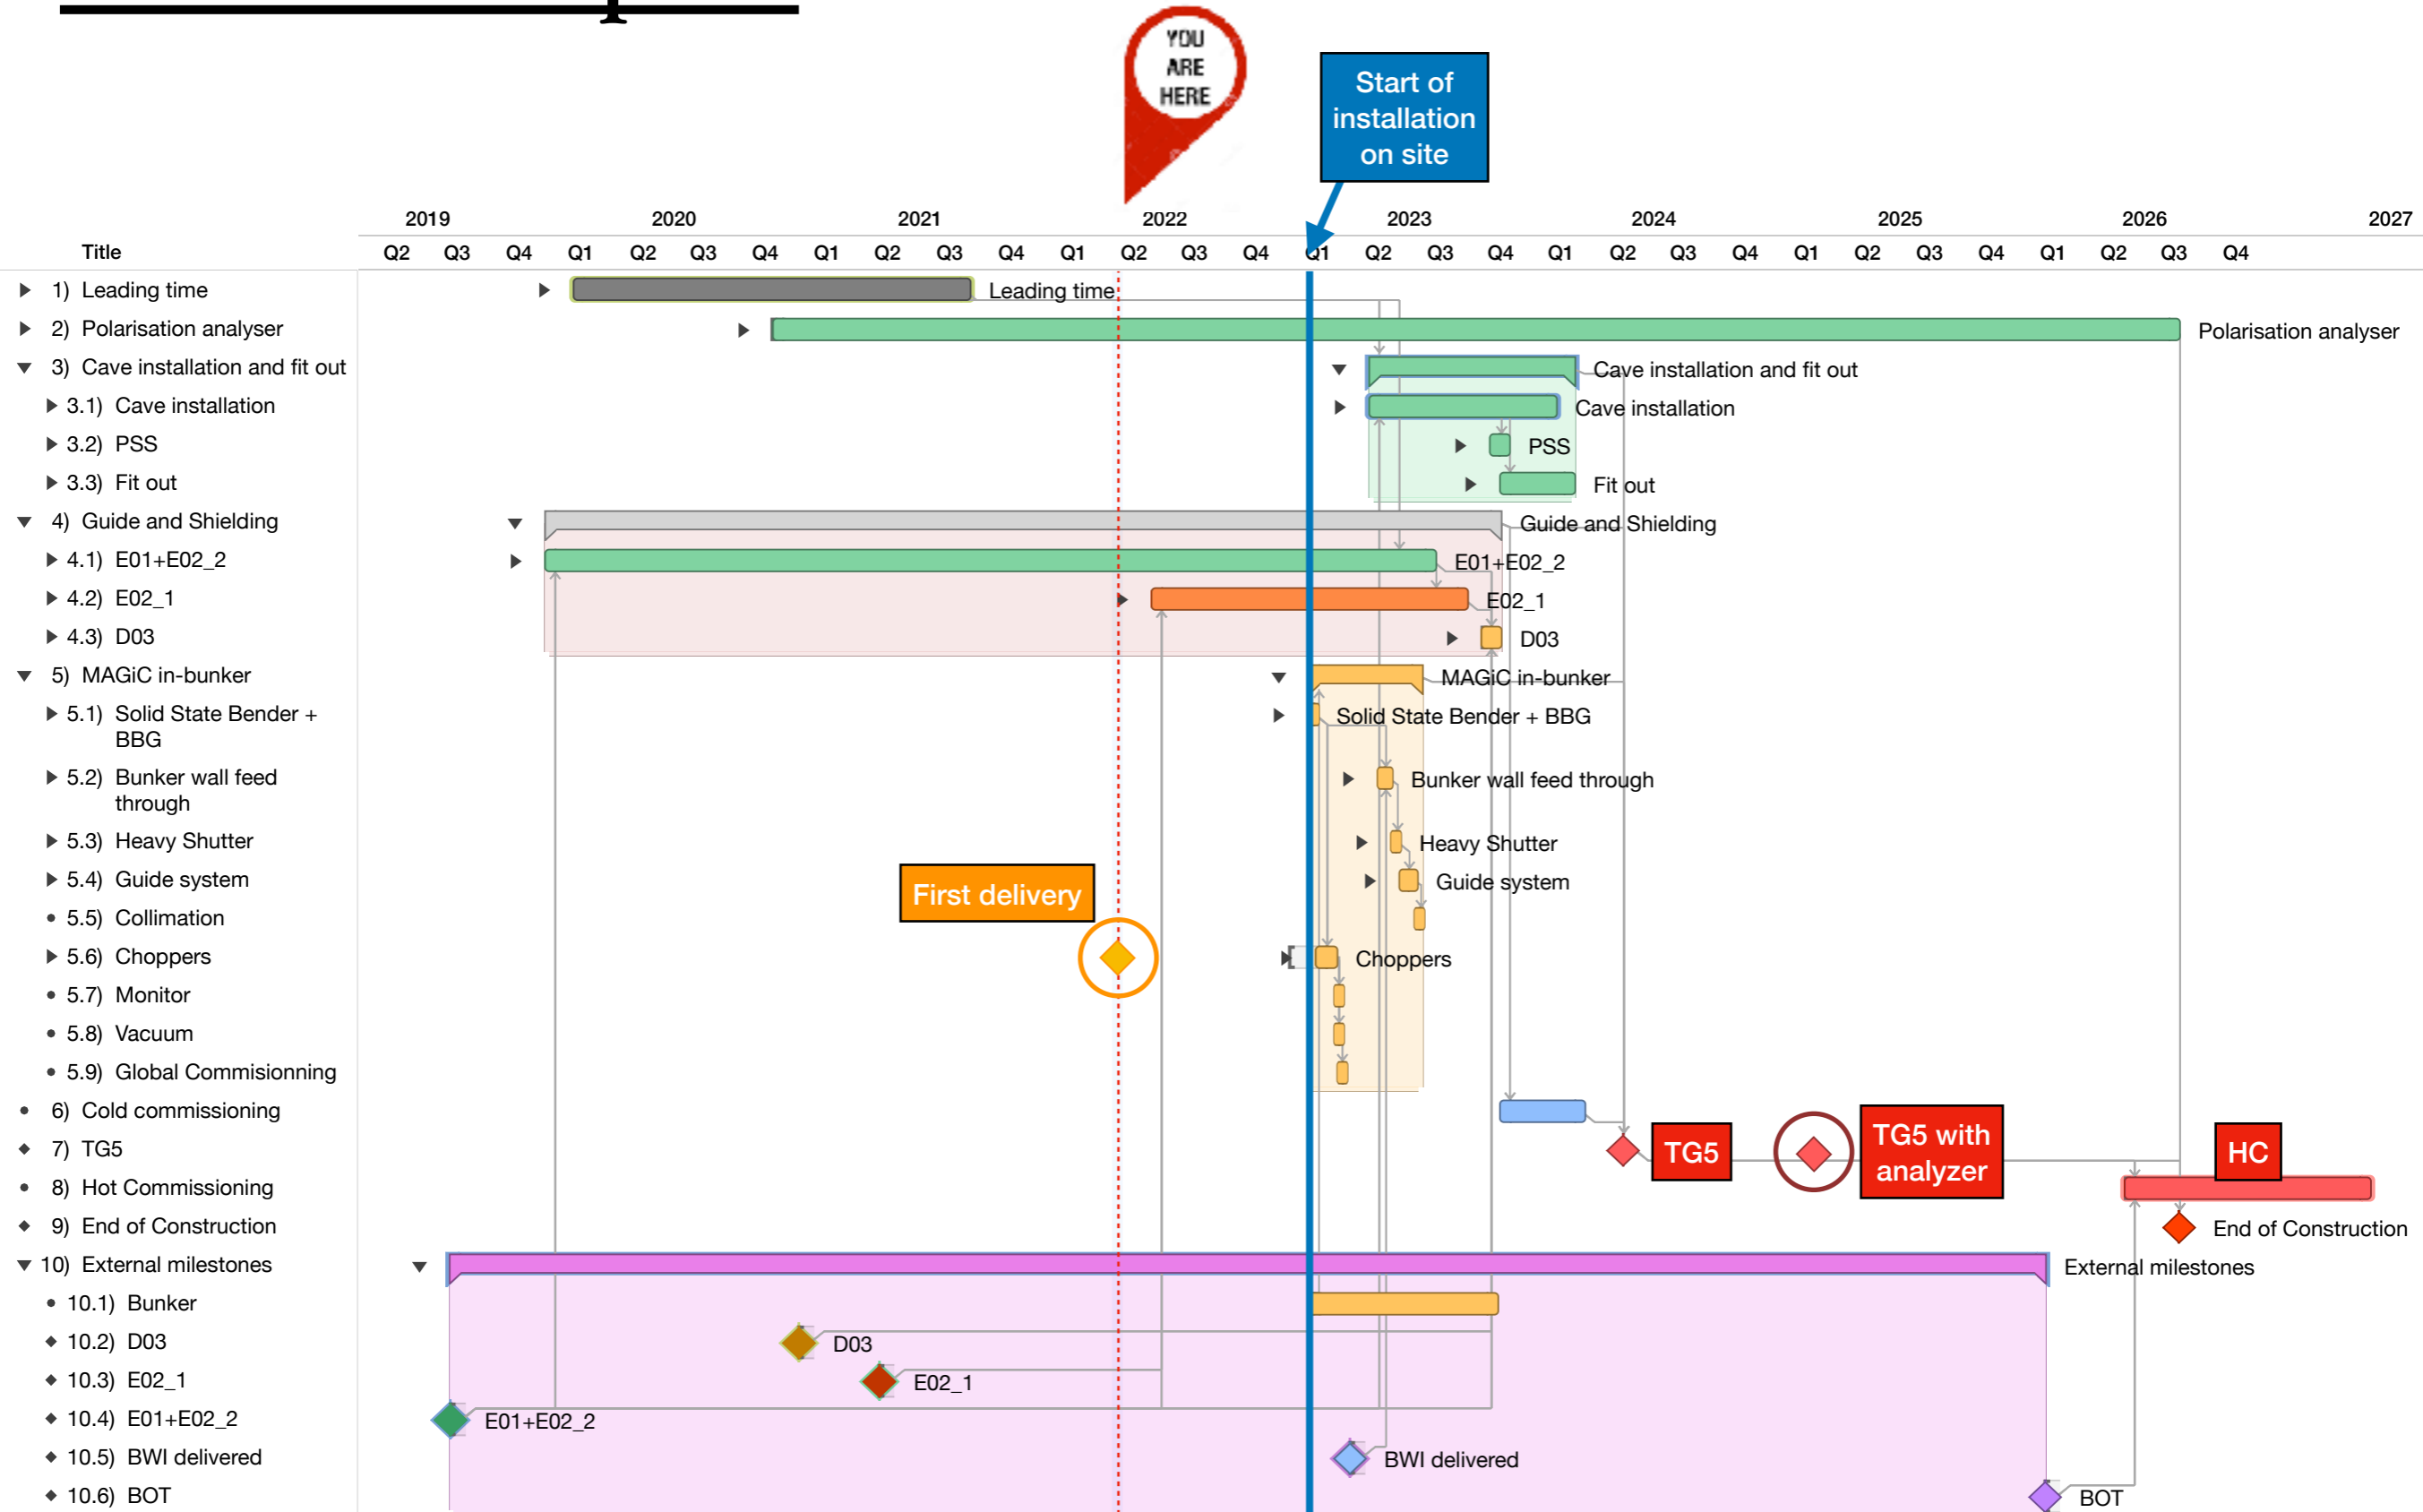 YOU
ARE
HERE
Start of
installation
on site
2019 2020 2021 2022 2023 2024 2025 2026 2027
Title Q2 Q3 Q4 Q1 Q2 Q3 Q4 Q1 Q2 Q3 Q4 Q1 Q2 Q3 Q4 Q1 Q2 Q3 Q4 Q1 Q2 Q3 Q4 Q1 Q2 Q3 Q4 Q1 Q2 Q3 Q4
1) Leading time Leading time
2) Polarisation analyser Polarisation analyser
3) Cave installation and fit out Cave installation and fit out
3.1) Cave installation Cave installation
3.2) PSS PSS
3.3) Fit out Fit out
4) Guide and Shielding Guide and Shielding
4.1) E01+E02_2 E01+E02_2
4.2) E02_1 E02_1
4.3) D03 D03
5) MAGiC in-bunker MAGiC in-bunker
5.1) Solid State Bender + Solid State Bender + BBG
BBG
5.2) Bunker wall feed Bunker wall feed through
through
5.3) Heavy Shutter Heavy Shutter
5.4) Guide system Guide system
First delivery
5.5) Collimation
5.6) Choppers Choppers
5.7) Monitor
5.8) Vacuum
5.9) Global Commisionning
6) Cold commissioning
7) TG5 TG5
TG5 with
analyzer
HC
8) Hot Commissioning
9) End of Construction End of Construction
10) External milestones External milestones
10.1) Bunker
10.2) D03 D03
10.3) E02_1 E02_1
10.4) E01+E02_2 E01+E02_2
10.5) BWI delivered BWI delivered
10.6) BOT BOT